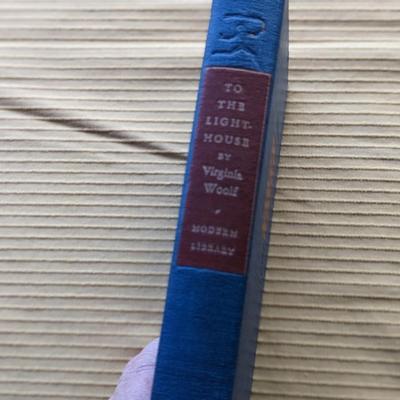 TO
THE
LIGHT-
HOUSE
BY
Virginia
Woolf
MODERN
LIBRARY